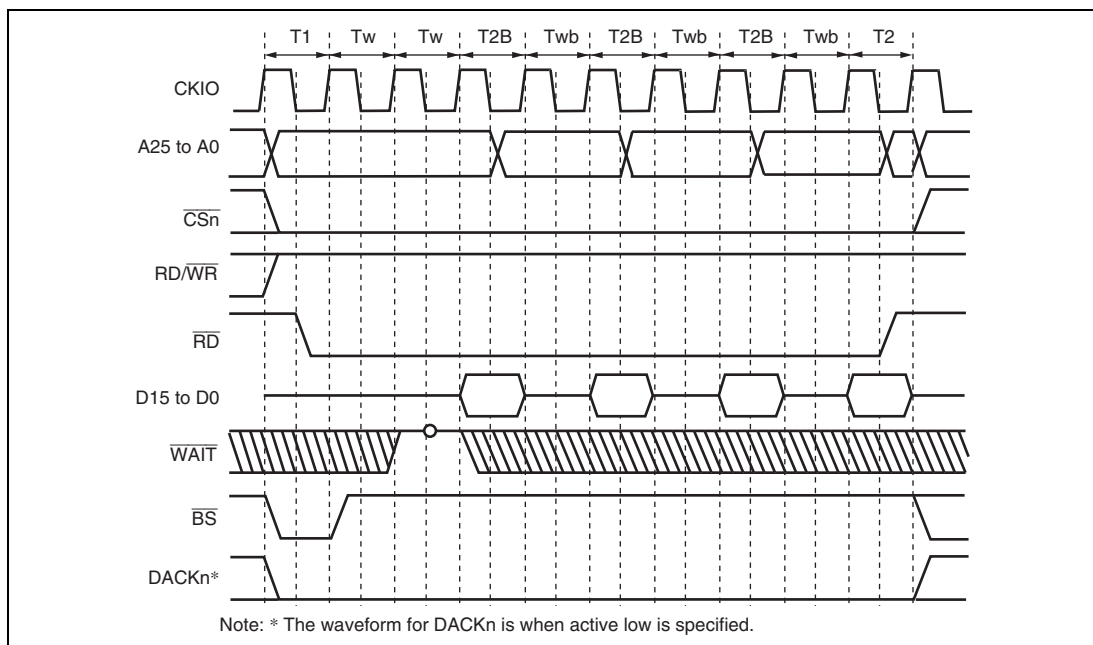 T1 Tw Tw T2B Twb T2B Twb T2B Twb T2
CKIO
A25 to A0
CSn
RD/WR
RD
D15 to D0
WAIT
BS
DACKn*
Note: * The waveform for DACKn is when active low is specified.